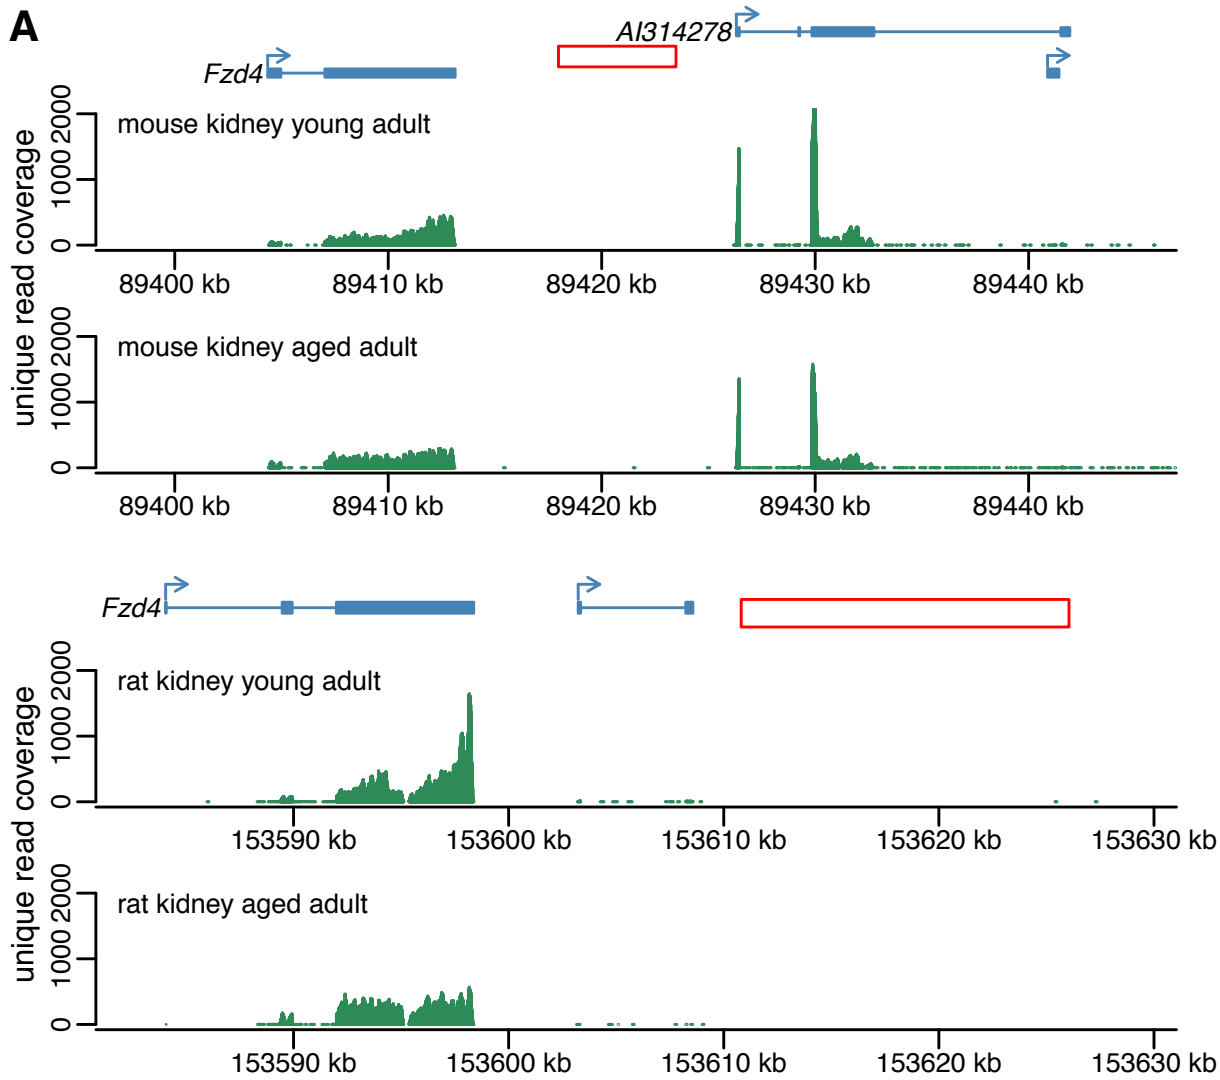 A
AI314278
Fzd4
unique read coverage
2000
1000
0
mouse kidney young adult
89400 kb
89410 kb
89420 kb
89430 kb
89440 kb
2000
1000
0
mouse kidney aged adult
89400 kb
89410 kb
89420 kb
89430 kb
89440 kb
Fzd4
unique read coverage
2000
1000
0
rat kidney young adult
153590 kb
153600 kb
153610 kb
153620 kb
153630 kb
2000
1000
0
rat kidney aged adult
153590 kb
153600 kb
153610 kb
153620 kb
153630 kb